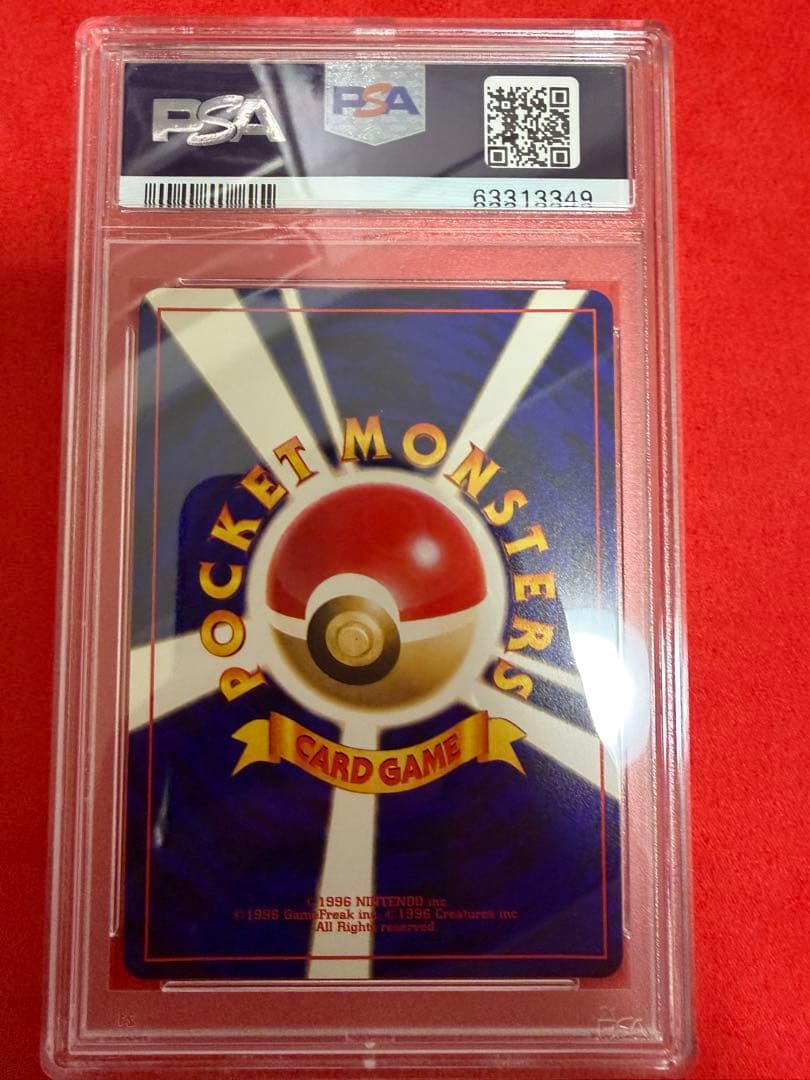 PSA
PSA
63313349
POCKET MONSTERS
CARD GAME
©1996 NINTENDO inc
©1996 GameFreak inc. ©1996 Creatures inc
All Rights reserved
PSA